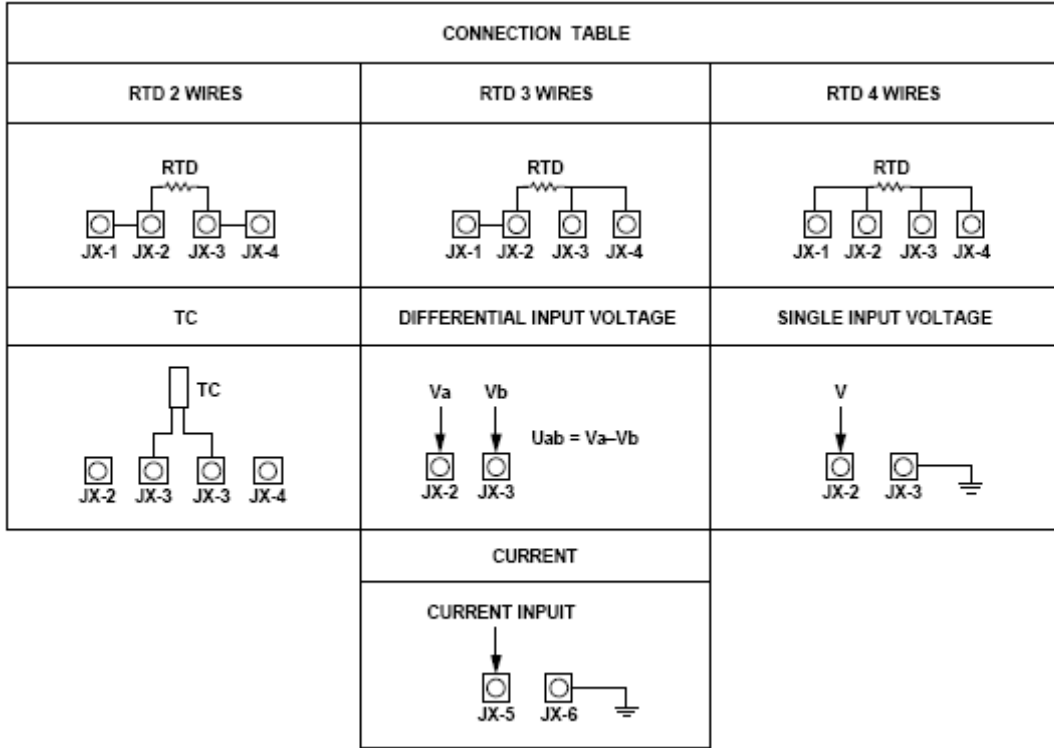 CONNECTION TABLE
RTD 2 WIRES
RTD 3 WIRES
RTD 4 WIRES
RTD
JX-1 JX-2 JX-3 JX-4
RTD
JX-1 JX-2 JX-3 JX-4
RTD
JX-1 JX-2 JX-3 JX-4
TC
DIFFERENTIAL INPUT VOLTAGE
SINGLE INPUT VOLTAGE
TC
JX-2 JX-3 JX-3 JX-4
Va Vb
Uab = Va–Vb
JX-2 JX-3
V
JX-2 JX-3
CURRENT
CURRENT INPUIT
JX-5 JX-6